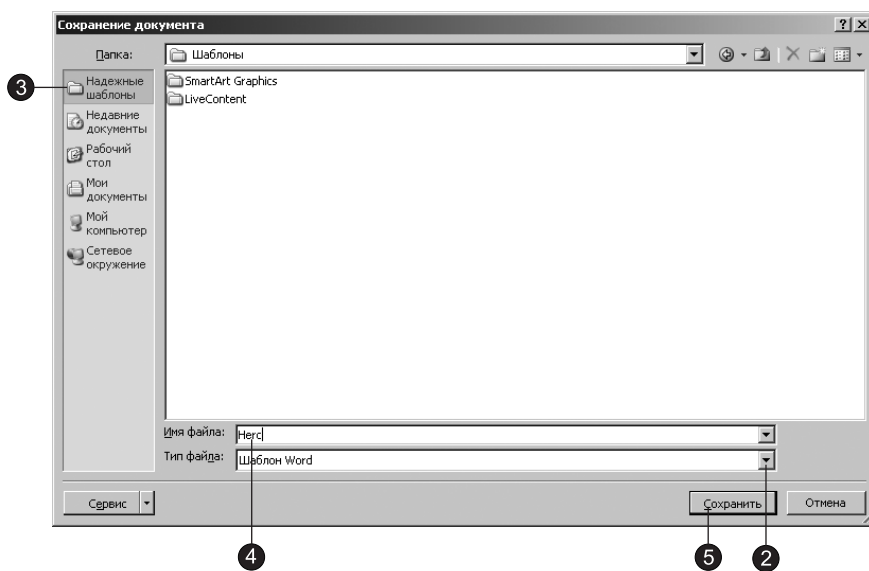 Сохранение документа
Папка:
Шаблоны
3
Надежные
шаблоны
Недавние
документы
Рабочий
стол
Мои
документы
Мой
компьютер
Сетевое
окружение
SmartArt Graphics
LiveContent
Имя файла:
Herc
Тип файла:
Шаблон Word
Сервис
Сохранить
Отмена
4
5
2